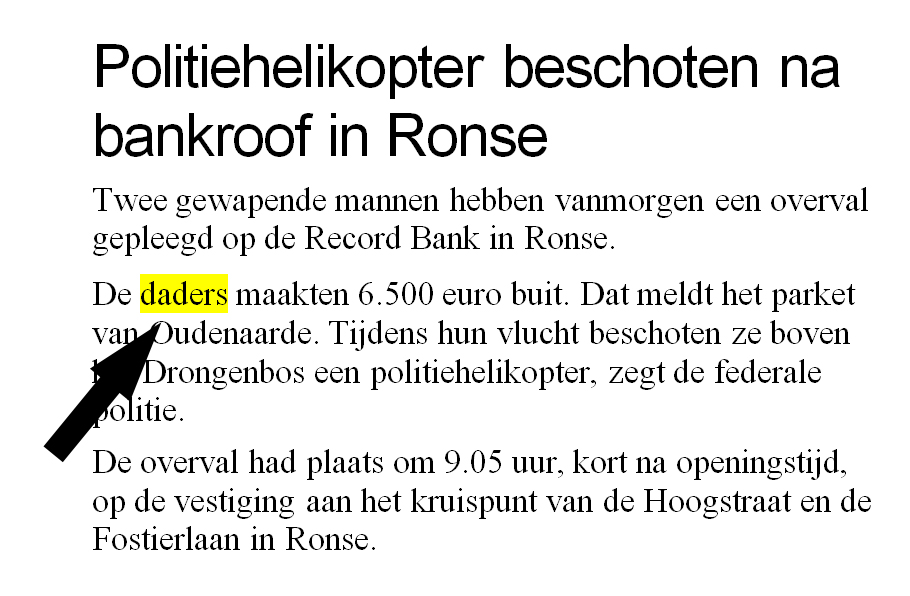 Politiehelikopter beschoten na
bankroof in Ronse
Twee gewapende mannen hebben vanmorgen een overval
gepleegd op de Record Bank in Ronse.
De daders maakten 6.500 euro buit. Dat meldt het parket
van Oudenaarde. Tijdens hun vlucht beschoten ze boven
Drongenbos een politiehelikopter, zegt de federale
politie.
De overval had plaats om 9.05 uur, kort na openingstijd,
op de vestiging aan het kruispunt van de Hoogstraat en de
Fostierlaan in Ronse.